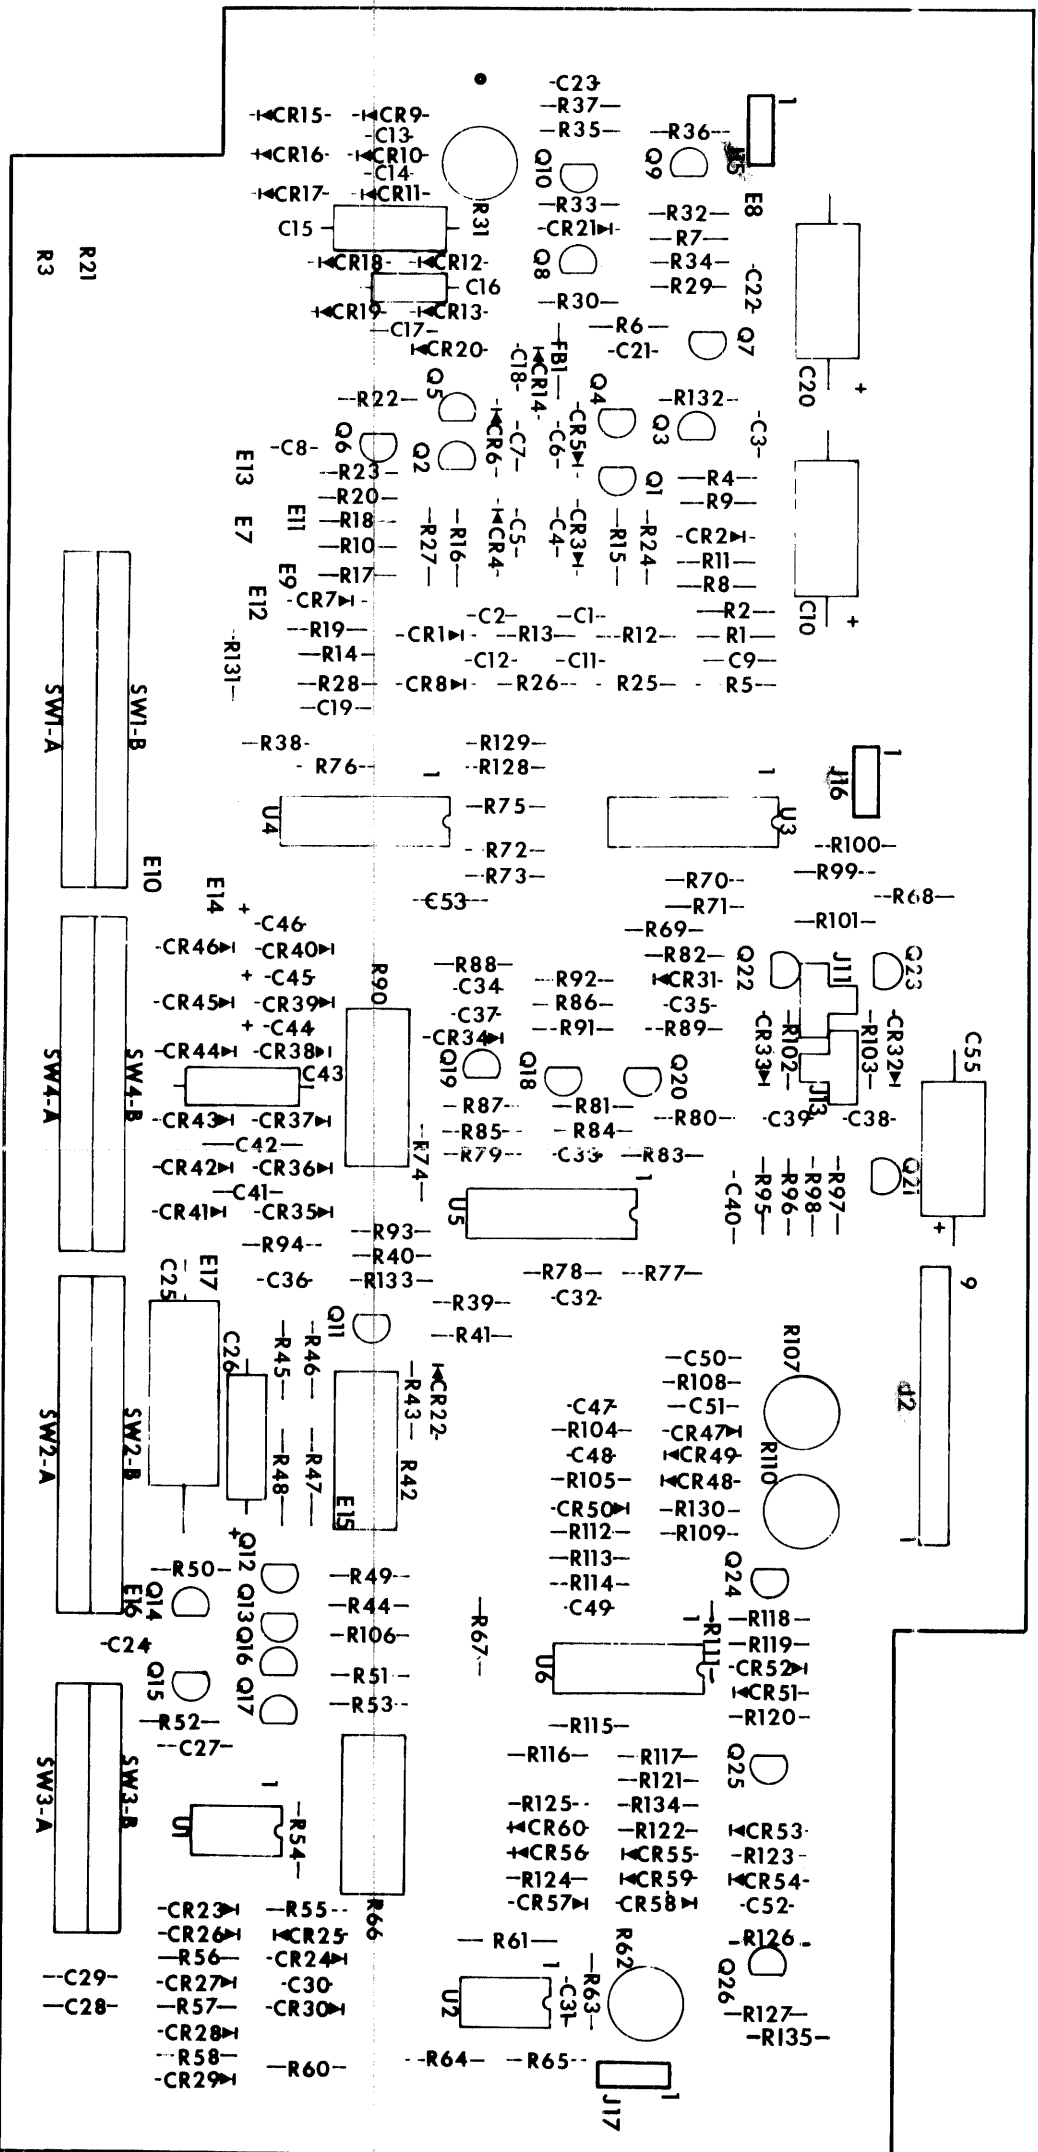 C23
R37
CR15 CR9 1
C13 R35 R36
CR16 CR10 Q10 Q9 J5
C14
CR17 CR11 R33 E8
R31 R32
C15 CR21 R7
R3 R21 CR18 CR12 Q8 R34
C16 R29 C22
CR19 CR13 R30
C17 R6 Q7
CR20 C18 CR14 FB1 C21
Q5 Q4 C20 +
R22 R132
CR6 C7 C6 CR5 Q3 C3
E13 C8 Q6 Q2
R23 Q1 R4
R20 R9
E7 E11 R18 R27 R16 CR4 C5 C4 CR3 R15 R24 CR2
R10 R11
E9 R17 R8
E12 CR7 C2 C1 R2 C10 +
R19 CR1 R13 R12 R1
R131 R14 C12 C11 C9
R28 CR8 R26 R25 R5
C19
SW1-A SW1-B
R38 R129 1
R76 1 R128 1 J16
U4 R75 U3
R72 R100
R73 R70 R99
E10 E14 C53 R71 R68
+ C46 R69 R101
CR46 CR40 R82 Q22 J11 Q23
+ C45 R90 R88 R92 CR31
CR45 CR39 C34 R86 C35
+ C44 C37 R91 R89 CR33 R102 R103 CR32
CR44 CR38 CR34 C55
C43 Q19 Q18 Q20 J13
SW4-A SW4-B
CR43 CR37 R87 R81 R80 C39 C38
C42 R85 R84
CR42 CR36 R74 R79 C33 R83
C41 1 C40 R95 R96 R98 R97 Q21
CR41 CR35 U5 +
R94 R93
R40
C25 E17 C36 R133 R78 R77 9
R39 C32
Q11 R41
C26 R45 R46 R107
R43 CR22 C50
R108
SW2-A SW2-B C47 C51 J2
R104 CR47
R48 R47 C48 CR49 R110
R42 R105 CR48
E15 CR50 R130
+ R112 R109 1
Q12 R113
R50 R49 R114 Q24
E16 Q14 Q13 R44 C49
R67 1 R111 R118
C24 Q16 R106 R119
Q15 R51 U6 CR52
Q17 CR51
R52 R53 R115 R120
C27 R116 R117 Q25
R121
1 R125 R134
SW3-A SW3-B U1 R54 CR60 R122 CR53
CR56 CR55 R123
R124 CR59 CR54
CR23 R55 R66 CR57 CR58 C52
CR26 CR25 R61 R126
R56 CR24 R62
C29 CR27 C30 1 C31 R63 Q26
C28 R57 CR30 U2 R127
CR28 R135
R58 R60 R64 R65
CR29 1
J17